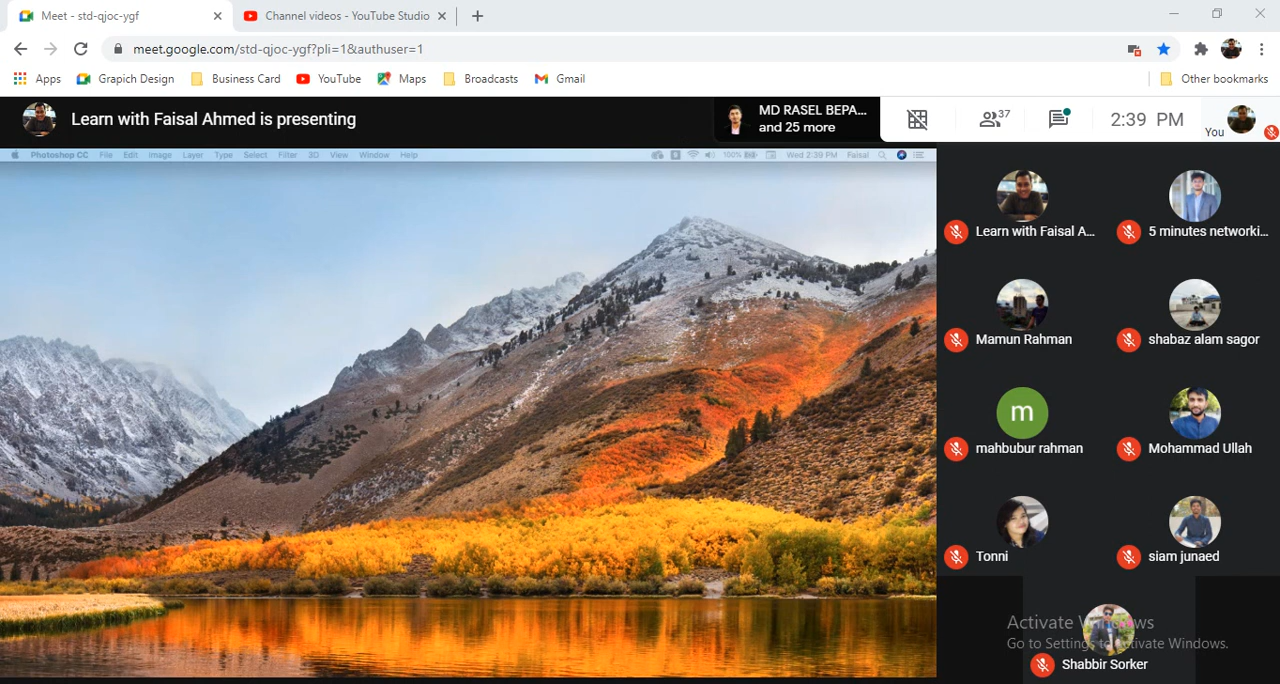 Meet - std-qjoc-ygf
Channel videos - YouTube Studio
meet.google.com/std-qjoc-ygf?pli=1&authuser=1
Apps Grapich Design Business Card YouTube Maps Broadcasts Gmail Other bookmarks
Learn with Faisal Ahmed is presenting
MD RASEL BEPA...
and 25 more
37
2:39 PM
You
Photoshop CC File Edit Image Layer Type Select Filter 3D View Window Help 100% Wed 2:39 PM Faisal
Learn with Faisal A...
5 minutes networki...
Mamun Rahman
shabaz alam sagor
m
mahbubur rahman
Mohammad Ullah
Tonni
siam junaed
Activate Windows
Go to Settings to activate Windows.
Shabbir Sorker